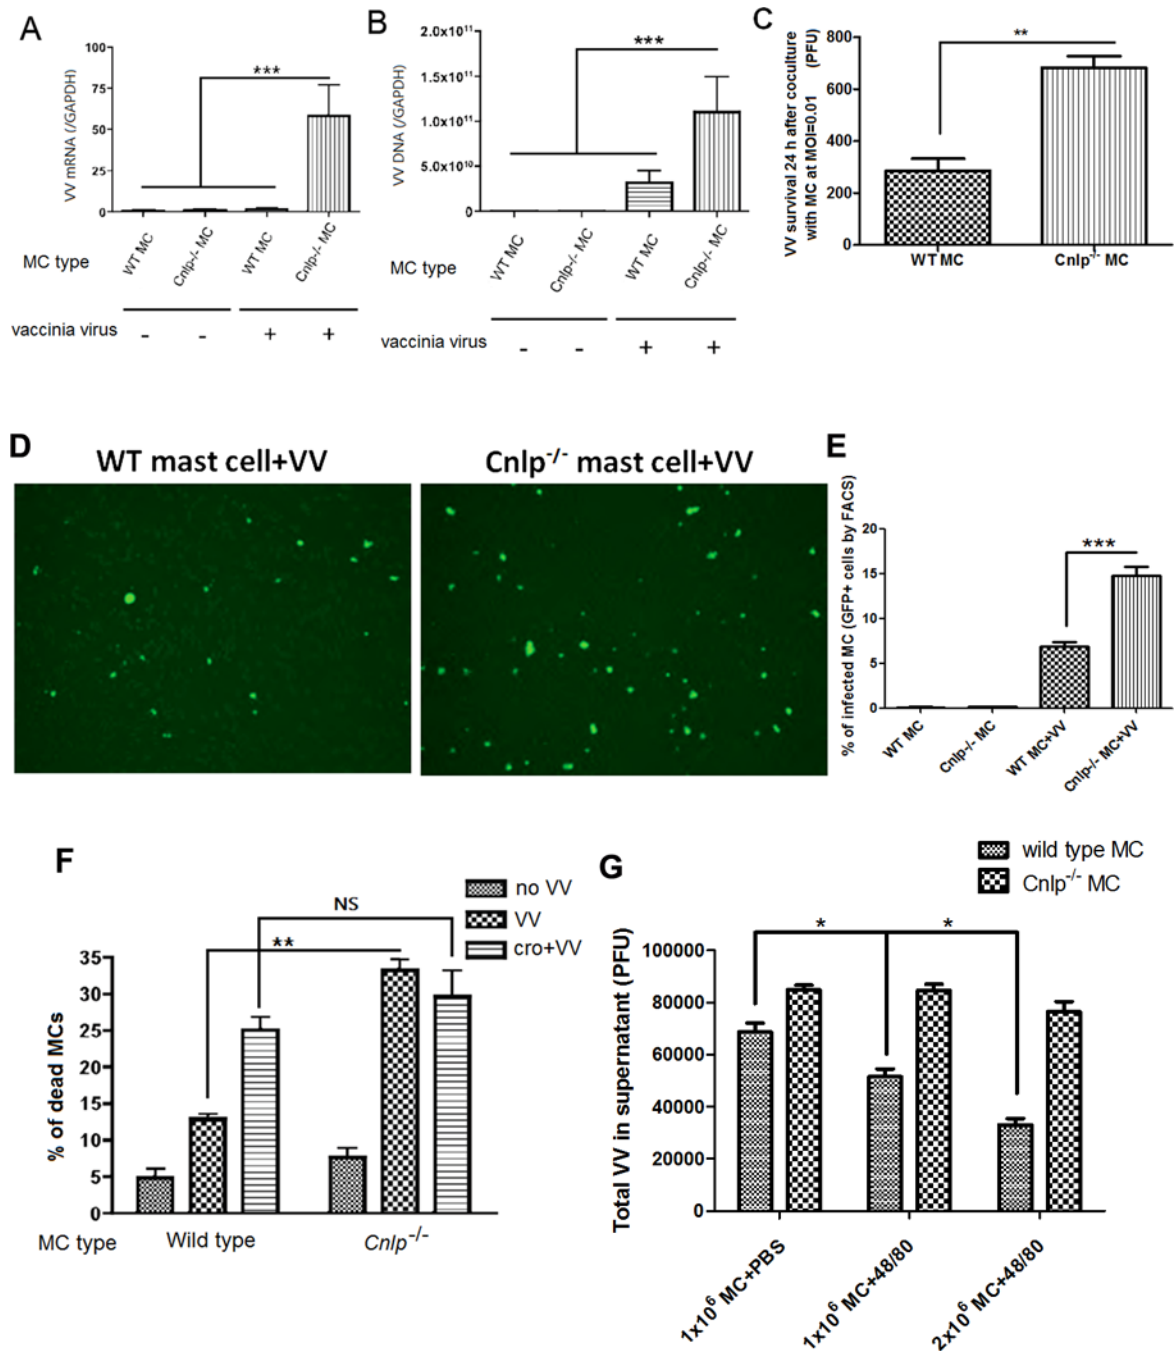 A
VV mRNA (/GAPDH)
100
75
50
25
0
***
WT MC
Cnlp-/- MC
WT MC
Cnlp-/- MC
MC type
vaccinia virus
- - + +
B
VV DNA (/GAPDH)
2.0x10¹¹
1.5x10¹¹
1.0x10¹¹
5.0x10¹⁰
0
***
WT MC
Cnlp-/- MC
WT MC
Cnlp-/- MC
MC type
vaccinia virus
- - + +
C
VV survival 24 h after coculture
with MC at MOI=0.01 (PFU)
800
600
400
200
0
**
WT MC
Cnlp⁻/⁻ MC
D
WT mast cell+VV
Cnlp⁻/⁻ mast cell+VV
E
% of infected MC (GFP+ cells by FACS)
20
15
10
5
0
***
WT MC
Cnlp-/- MC
WT MC+VV
Cnlp-/- MC+VV
F
% of dead MCs
35
30
25
20
15
10
5
0
NS
**
no VV
VV
cro+VV
MC type
Wild type
Cnlp⁻/⁻
G
wild type MC
Cnlp⁻/⁻ MC
Total VV in supernatant (PFU)
100000
80000
60000
40000
20000
0
* *
1x10⁶ MC+PBS
1x10⁶ MC+48/80
2x10⁶ MC+48/80